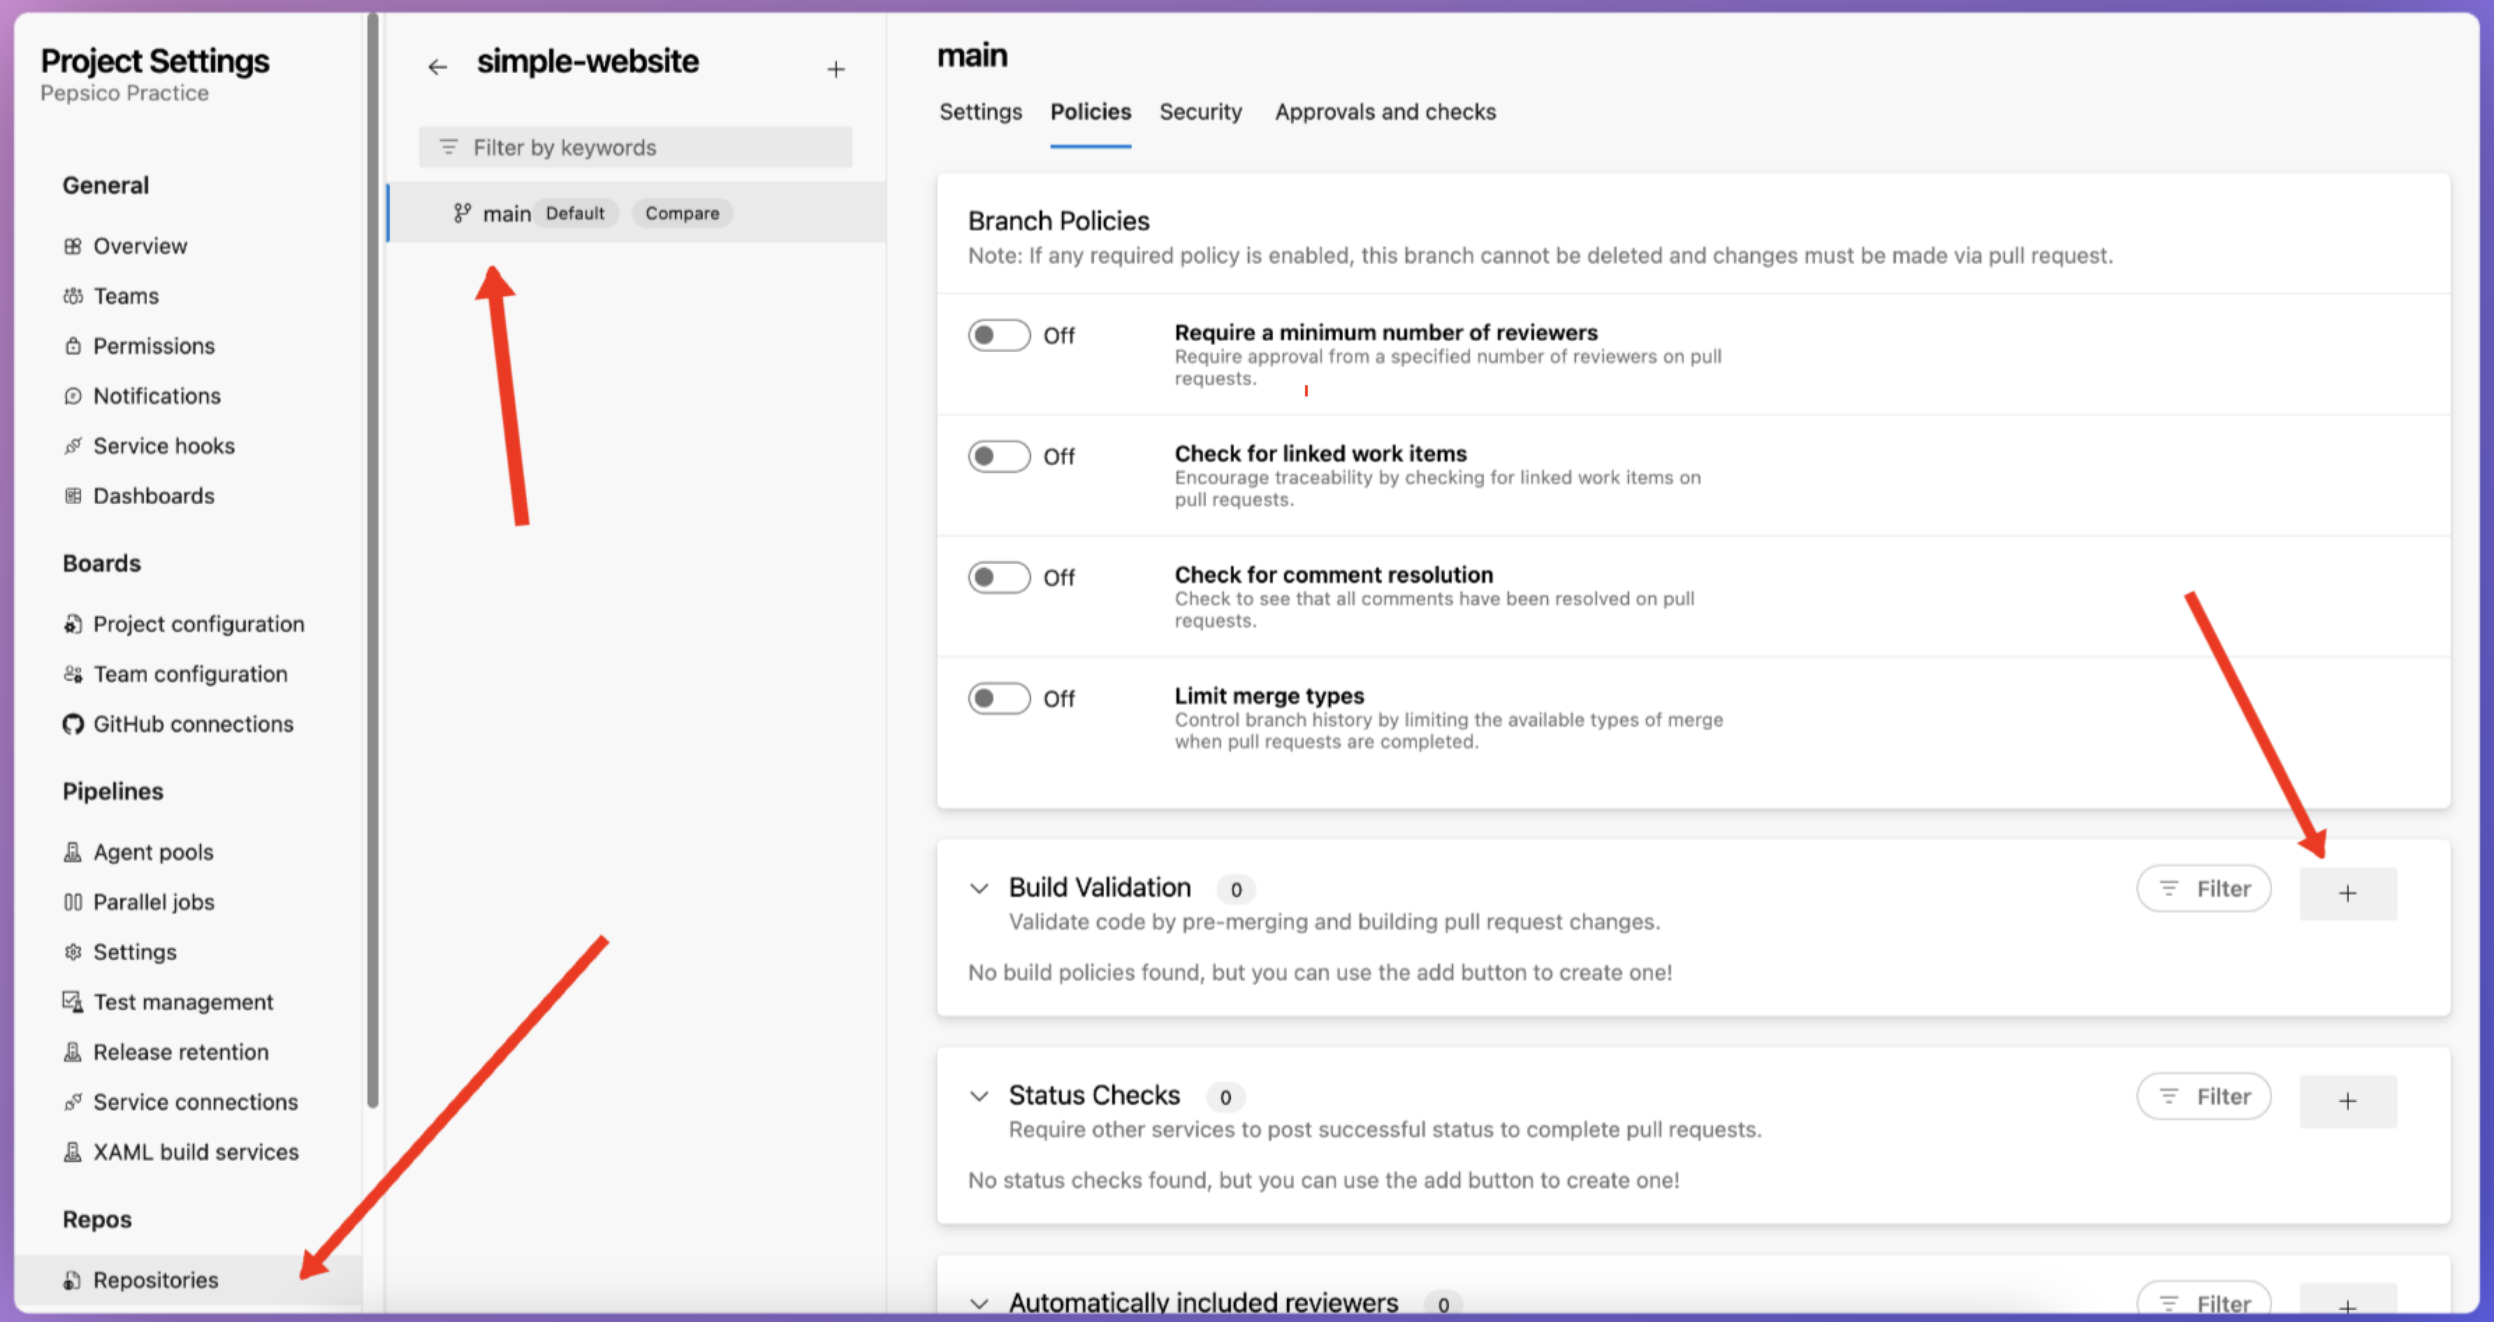 Project Settings
Pepsico Practice
General
Overview
Teams
Permissions
Notifications
Service hooks
Dashboards
Boards
Project configuration
Team configuration
GitHub connections
Pipelines
Agent pools
Parallel jobs
Settings
Test management
Release retention
Service connections
XAML build services
Repos
Repositories
simple-website
Filter by keywords
main Default Compare
main
Settings Policies Security Approvals and checks
Branch Policies
Note: If any required policy is enabled, this branch cannot be deleted and changes must be made via pull request.
Off
Require a minimum number of reviewers
Require approval from a specified number of reviewers on pull
requests.
Off
Check for linked work items
Encourage traceability by checking for linked work items on
pull requests.
Off
Check for comment resolution
Check to see that all comments have been resolved on pull
requests.
Off
Limit merge types
Control branch history by limiting the available types of merge
when pull requests are completed.
Build Validation 0
Filter
Validate code by pre-merging and building pull request changes.
No build policies found, but you can use the add button to create one!
Status Checks 0
Filter
Require other services to post successful status to complete pull requests.
No status checks found, but you can use the add button to create one!
Automatically included reviewers 0
Filter